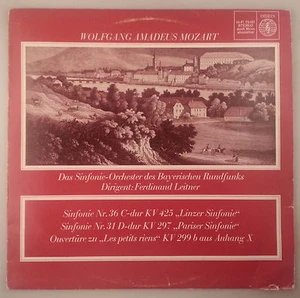 WOLFGANG AMADEUS MOZART
Das Sinfonie-Orchester des Bayerischen Rundfunks
Dirigent: Ferdinand Leitner
Sinfonie Nr. 36 C-dur KV 425 „Linzer Sinfonie"
Sinfonie Nr. 31 D-dur KV 297 „Pariser Sinfonie"
Ouvertüre zu „Les petits riens" KV 299 b aus Anhang X